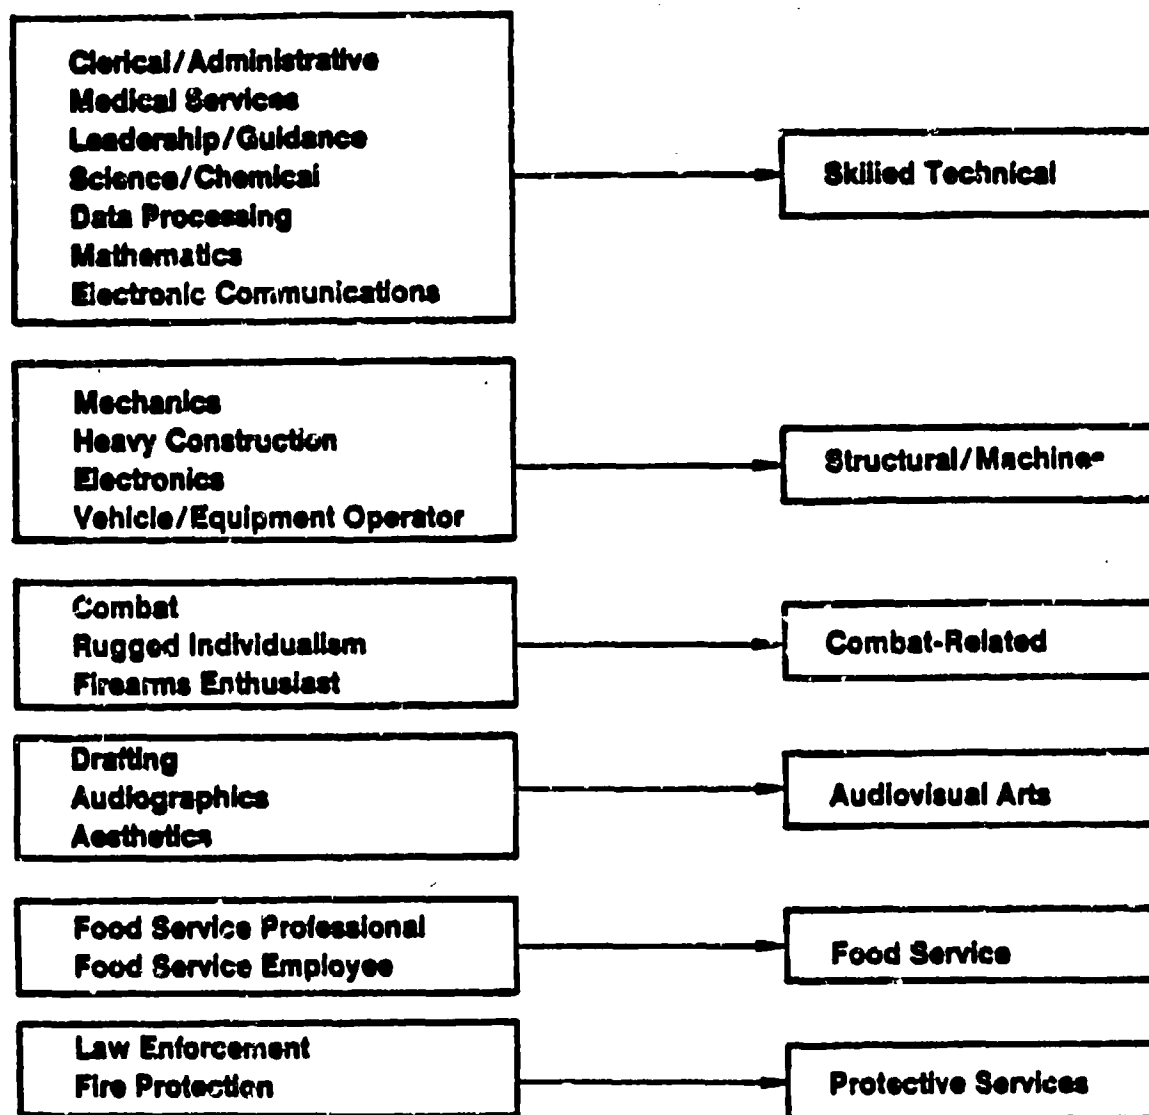 Clerical/Administrative
Medical Services
Leadership/Guidance
Science/Chemical
Data Processing
Mathematics
Electronic Communications
Skilled Technical
Mechanics
Heavy Construction
Electronics
Vehicle/Equipment Operator
Structural/Machines
Combat
Rugged Individualism
Firearms Enthusiast
Combat-Related
Drafting
Audiographics
Aesthetics
Audiovisual Arts
Food Service Professional
Food Service Employee
Food Service
Law Enforcement
Fire Protection
Protective Services